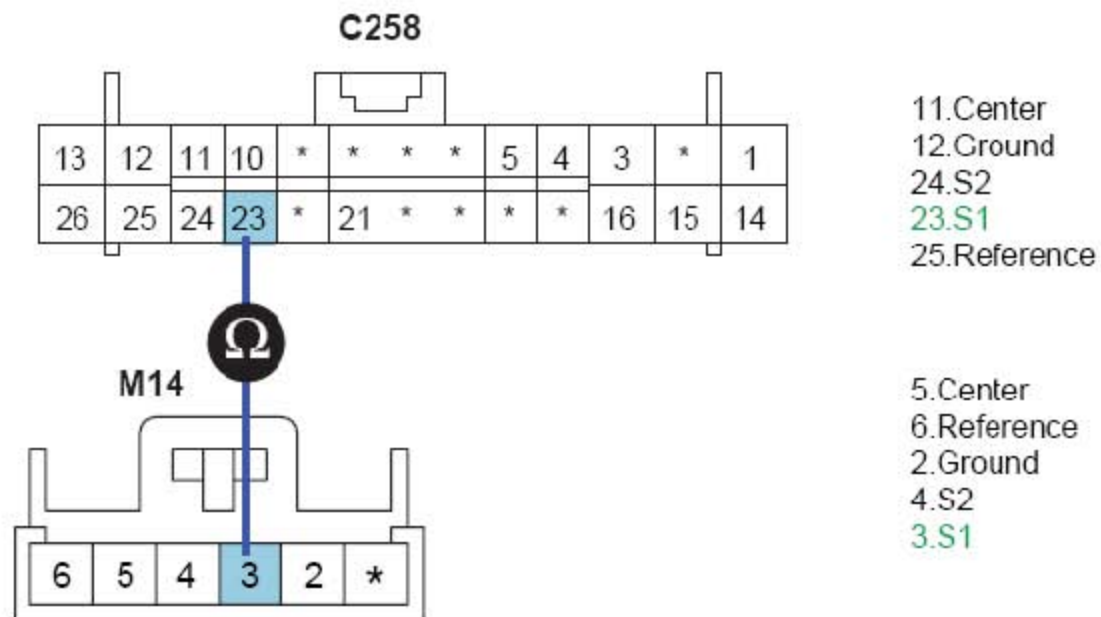 C258
13 12 11 10 * * * * 5 4 3 * 1
26 25 24 23 * 21 * * * * 16 15 14
11.Center
12.Ground
24.S2
23.S1
25.Reference
Ω
M14
6 5 4 3 2 *
5.Center
6.Reference
2.Ground
4.S2
3.S1